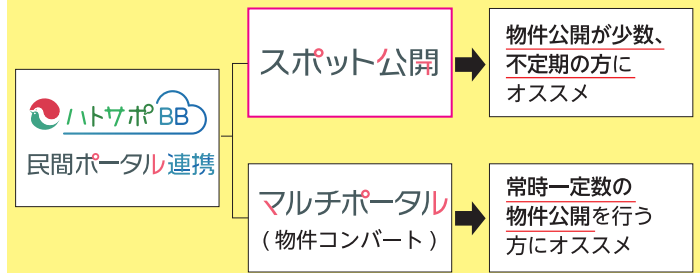 ハトサポBB
民間ポータル連携
スポット公開
物件公開が少数、
不定期の方に
オススメ
マルチポータル
(物件コンバート)
常時一定数の
物件公開を行う
方にオススメ